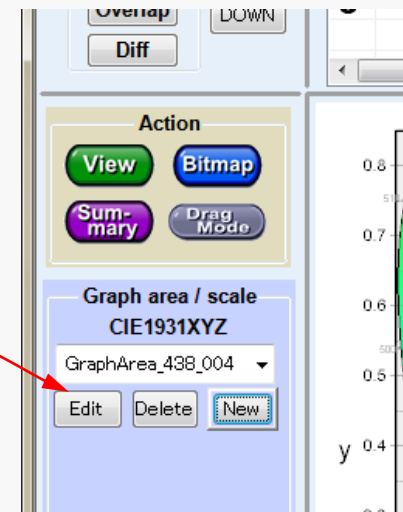 Overlap
DOWN
Diff
Action
View
Bitmap
Sum-
mary
Drag
Mode
Graph area / scale
CIE1931XYZ
GraphArea_438_004
Edit
Delete
New
0.8
0.7
0.6
0.5
y
0.4